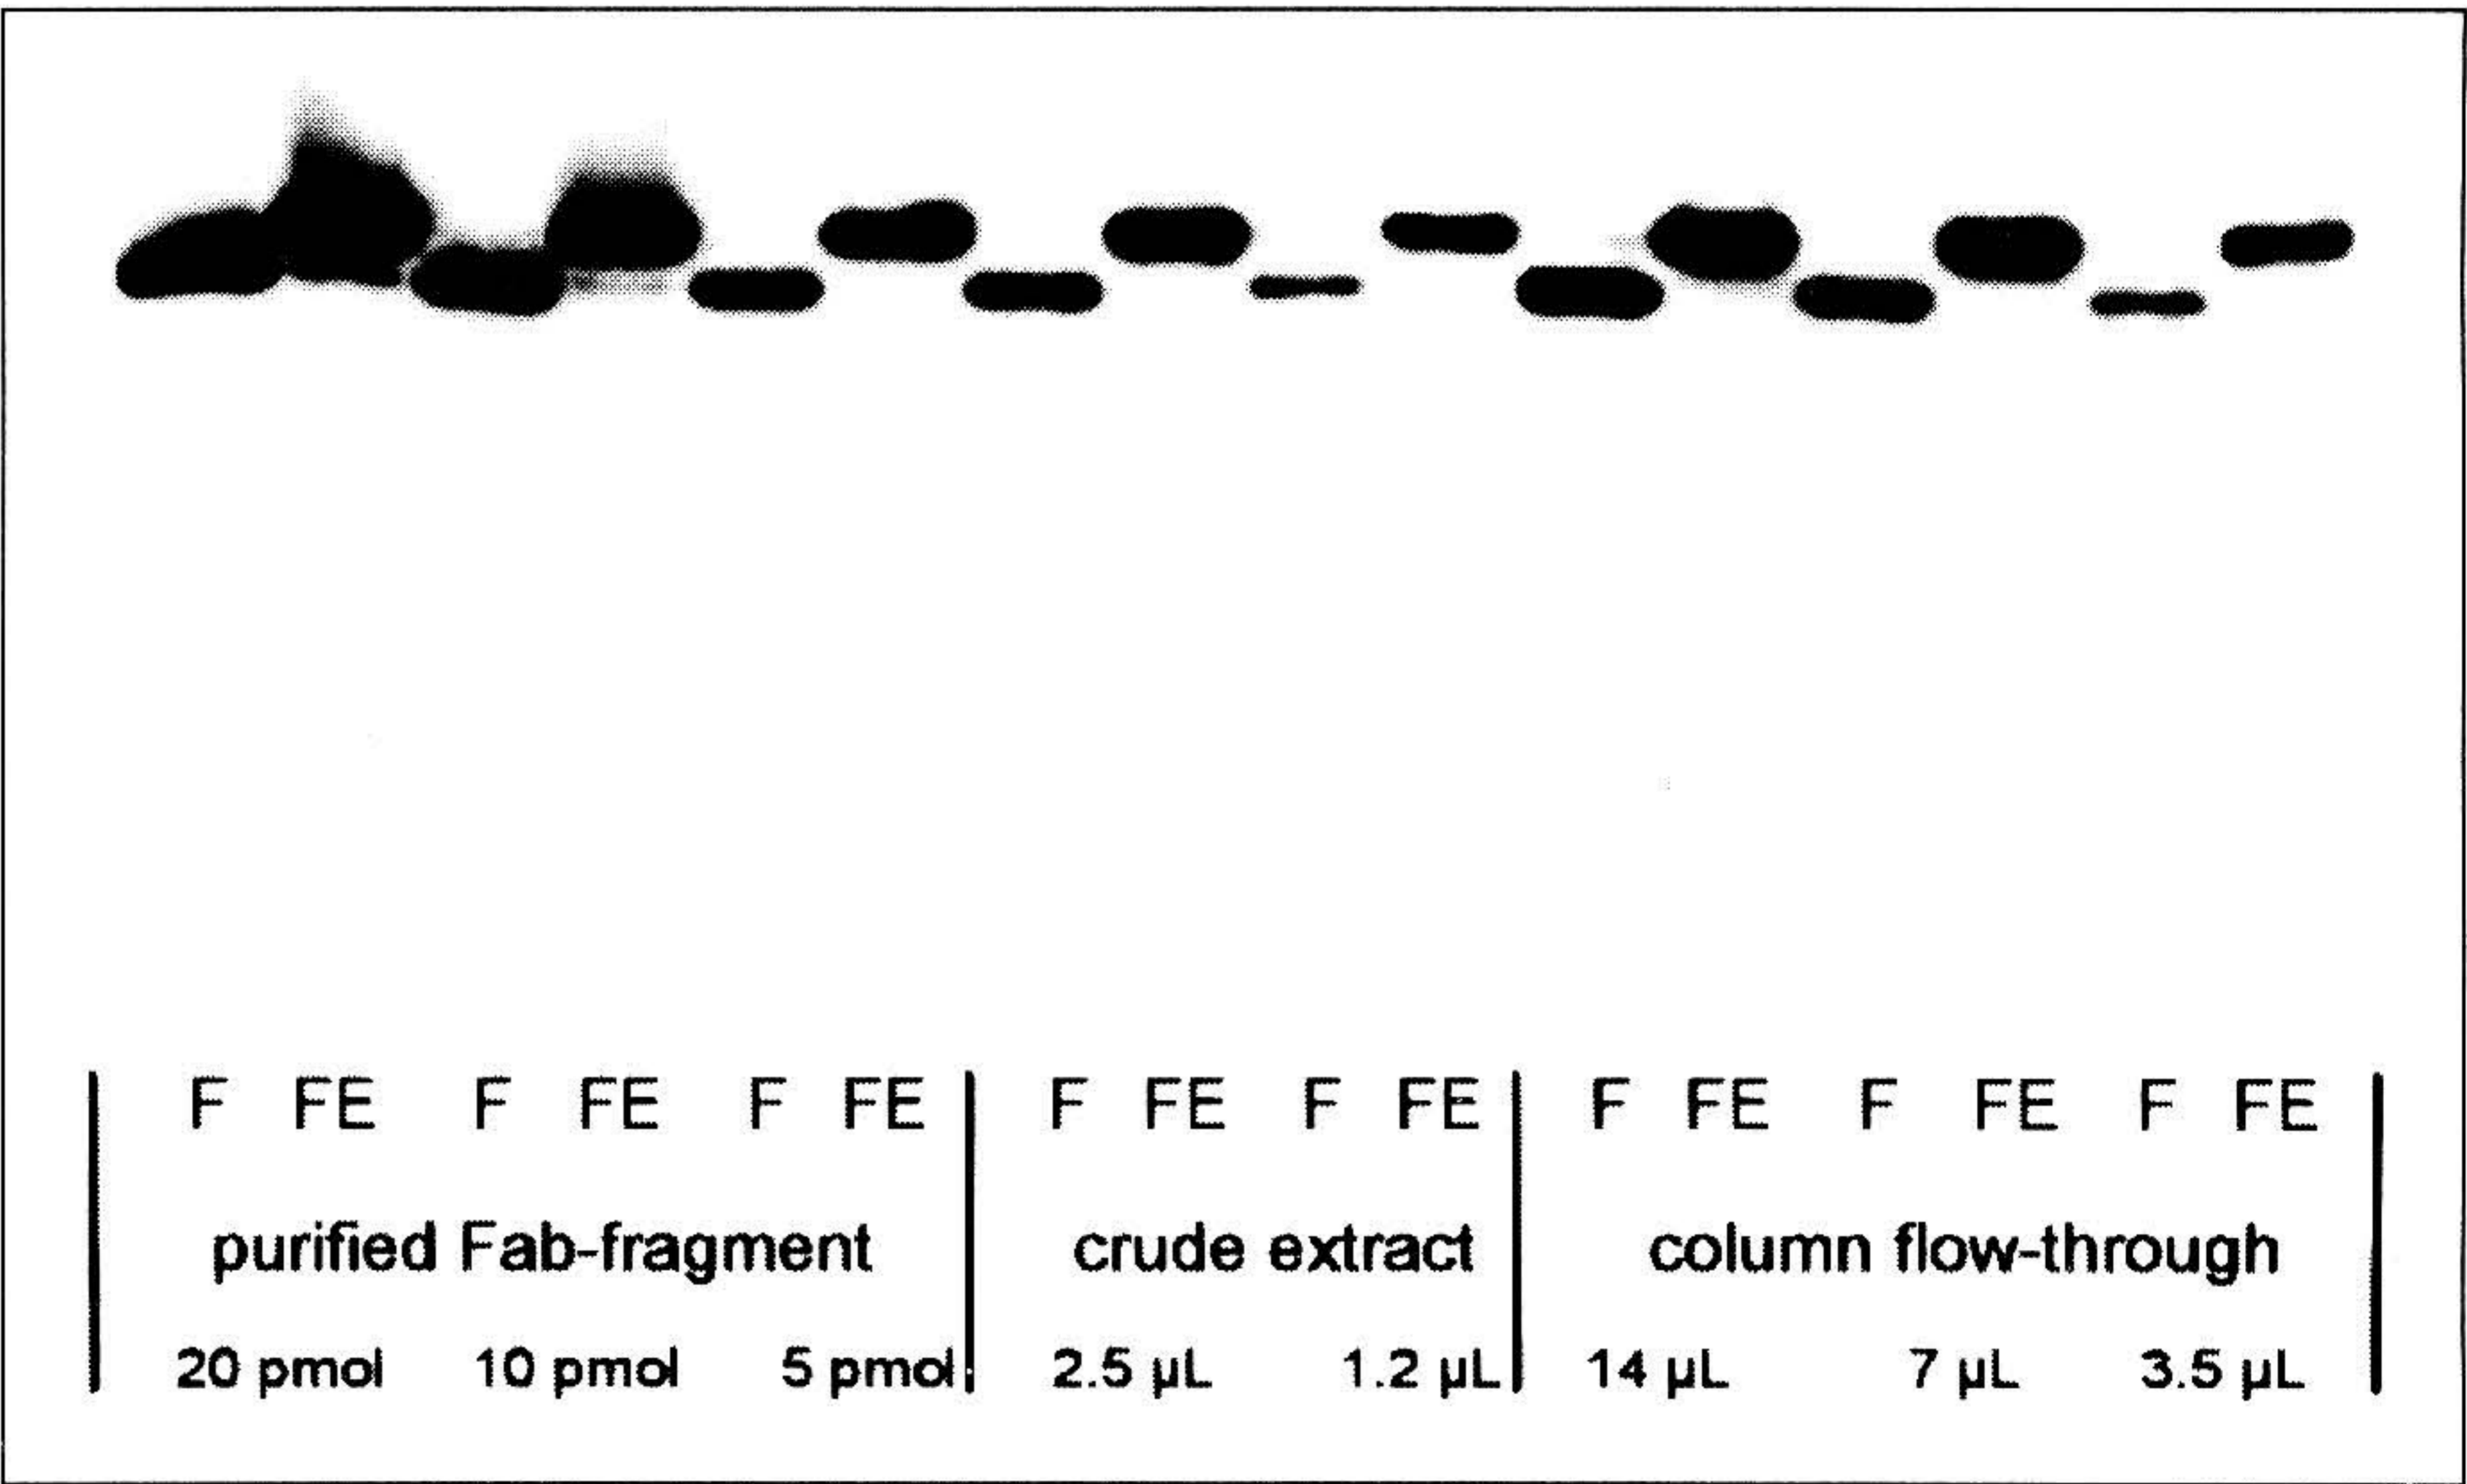 F FE F FE F FE F FE F FE F FE F FE F FE
purified Fab-fragment crude extract column flow-through
20 pmol 10 pmol 5 pmol 2.5 µL 1.2 µL 14 µL 7 µL 3.5 µL